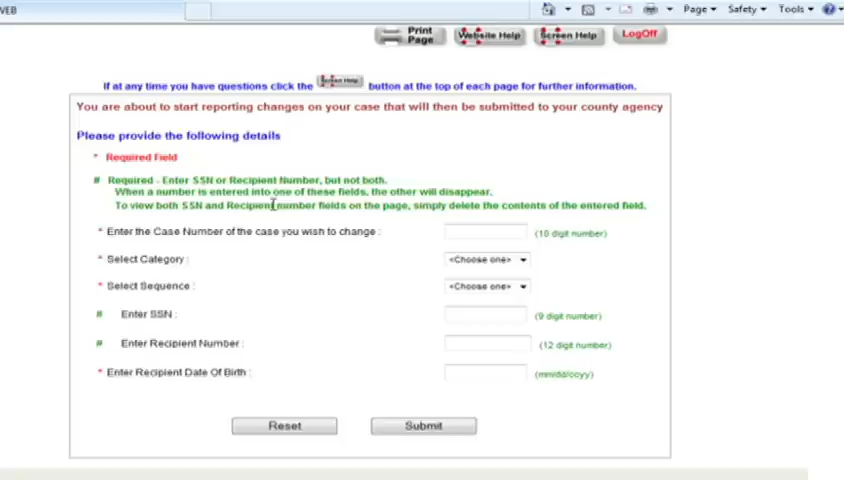 VEB
Page Safety Tools
Print Page Website Help Screen Help LogOff
If at any time you have questions click the Screen Help button at the top of each page for further information.
You are about to start reporting changes on your case that will then be submitted to your county agency
Please provide the following details
* Required Field
# Required - Enter SSN or Recipient Number, but not both.
When a number is entered into one of these fields, the other will disappear.
To view both SSN and Recipient number fields on the page, simply delete the contents of the entered field.
* Enter the Case Number of the case you wish to change : (10 digit number)
* Select Category : <Choose one>
* Select Sequence : <Choose one>
# Enter SSN : (9 digit number)
# Enter Recipient Number : (12 digit number)
* Enter Recipient Date Of Birth : (mm/dd/ccyy)
Reset Submit